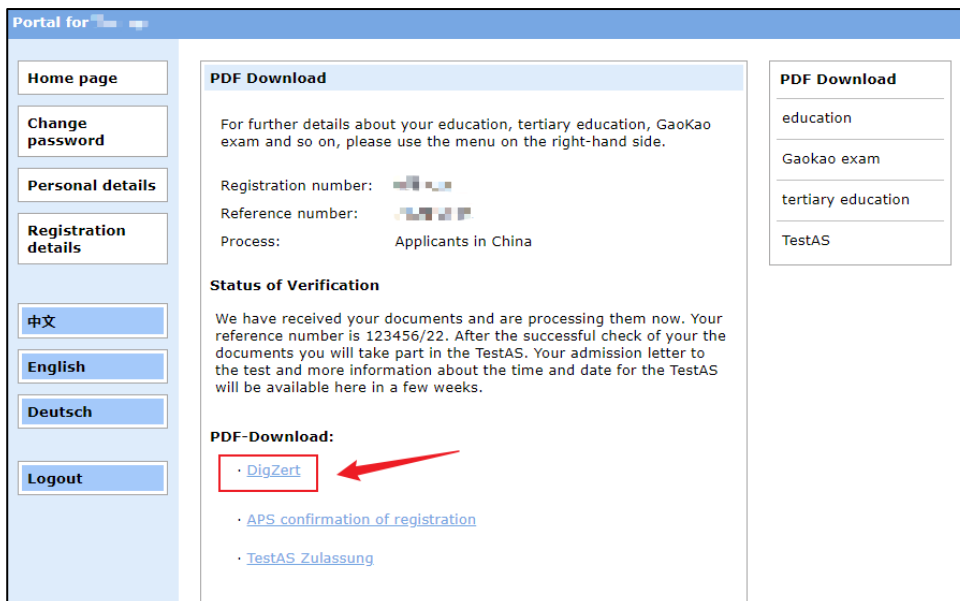 Portal for
Home page
Change
password
Personal details
Registration
details
中文
English
Deutsch
Logout
PDF Download
For further details about your education, tertiary education, GaoKao
exam and so on, please use the menu on the right-hand side.
Registration number:
Reference number:
Process: Applicants in China
Status of Verification
We have received your documents and are processing them now. Your
reference number is 123456/22. After the successful check of your the
documents you will take part in the TestAS. Your admission letter to
the test and more information about the time and date for the TestAS
will be available here in a few weeks.
PDF-Download:
· DigZert
· APS confirmation of registration
· TestAS Zulassung
PDF Download
education
Gaokao exam
tertiary education
TestAS